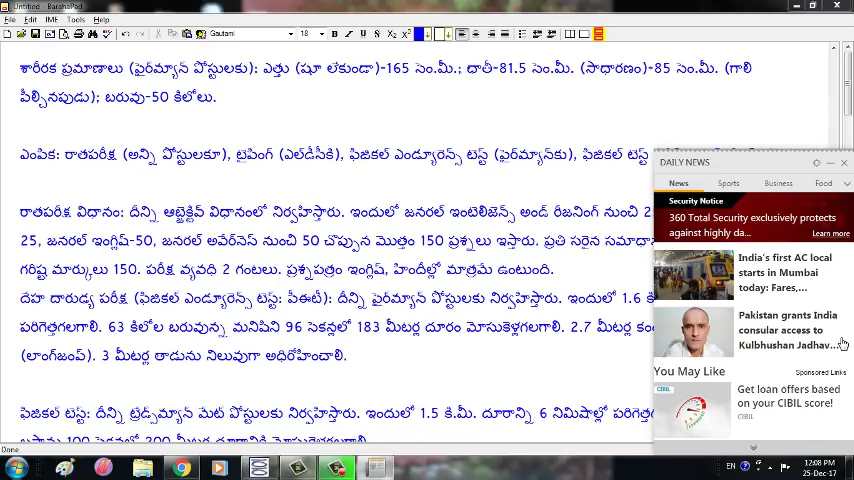 Untitled - BarahaPad
File Edit IME Tools Help
Gautami 18 B I U S X₂ X²
శారీరక ప్రమాణాలు (ఫైర్‌మ్యాన్ పోస్టులకు): ఎత్తు (షూ లేకుండా)-165 సెం.మీ.; ఛాతీ-81.5 సెం.మీ. (సాధారణం)-85 సెం.మీ. (గాలి
పీల్చినపుడు); బరువు-50 కిలోలు.
ఎంపిక: రాతపరీక్ష (అన్ని పోస్టులకూ), టైపింగ్ (ఎల్‌డీసీకి), ఫిజికల్ ఎండ్యూరెన్స్ టెస్ట్ (ఫైర్‌మ్యాన్‌కు), ఫిజికల్ టెస్ట్
రాతపరీక్ష విధానం: దీన్ని ఆబ్జెక్టివ్ విధానంలో నిర్వహిస్తారు. ఇందులో జనరల్ ఇంటెలిజెన్స్ అండ్ రీజనింగ్ నుంచి
25, జనరల్ ఇంగ్లిష్-50, జనరల్ అవేర్‌నెస్ నుంచి 50 చొప్పున మొత్తం 150 ప్రశ్నలు ఇస్తారు. ప్రతి సరైన
గరిష్ట మార్కులు 150. పరీక్ష వ్యవధి 2 గంటలు. ప్రశ్నపత్రం ఇంగ్లిష్, హిందీల్లో మాత్రమే ఉంటుంది.
దేహ దారుఢ్య పరీక్ష (ఫిజికల్ ఎండ్యూరెన్స్ టెస్ట్: పీఈటీ): దీన్ని ఫైర్‌మ్యాన్ పోస్టులకు నిర్వహిస్తారు. ఇందులో 1.6
పరిగెత్తగలగాలి. 63 కిలోల బరువున్న మనిషిని 96 సెకన్లలో 183 మీటర్ల దూరం మోసుకెళ్లగలగాలి. 2.7 మీటర్ల
(లాంగ్‌జంప్). 3 మీటర్ల తాడును నిలువుగా అధిరోహించాలి.
ఫిజికల్ టెస్ట్: దీన్ని ట్రేడ్స్‌మ్యాన్ మేట్ పోస్టులకు నిర్వహిస్తారు. ఇందులో 1.5 కి.మీ. దూరాన్ని 6 నిమిషాల్లో
DAILY NEWS
News Sports Business Food
Security Notice
360 Total Security exclusively protects
against highly da... Learn more
India's first AC local
starts in Mumbai
today: Fares,...
Pakistan grants India
consular access to
Kulbhushan Jadhav...
You May Like Sponsored Links
CIBIL Get loan offers based
on your CIBIL score!
CIBIL
Done
EN 12:08 PM
25-Dec-17